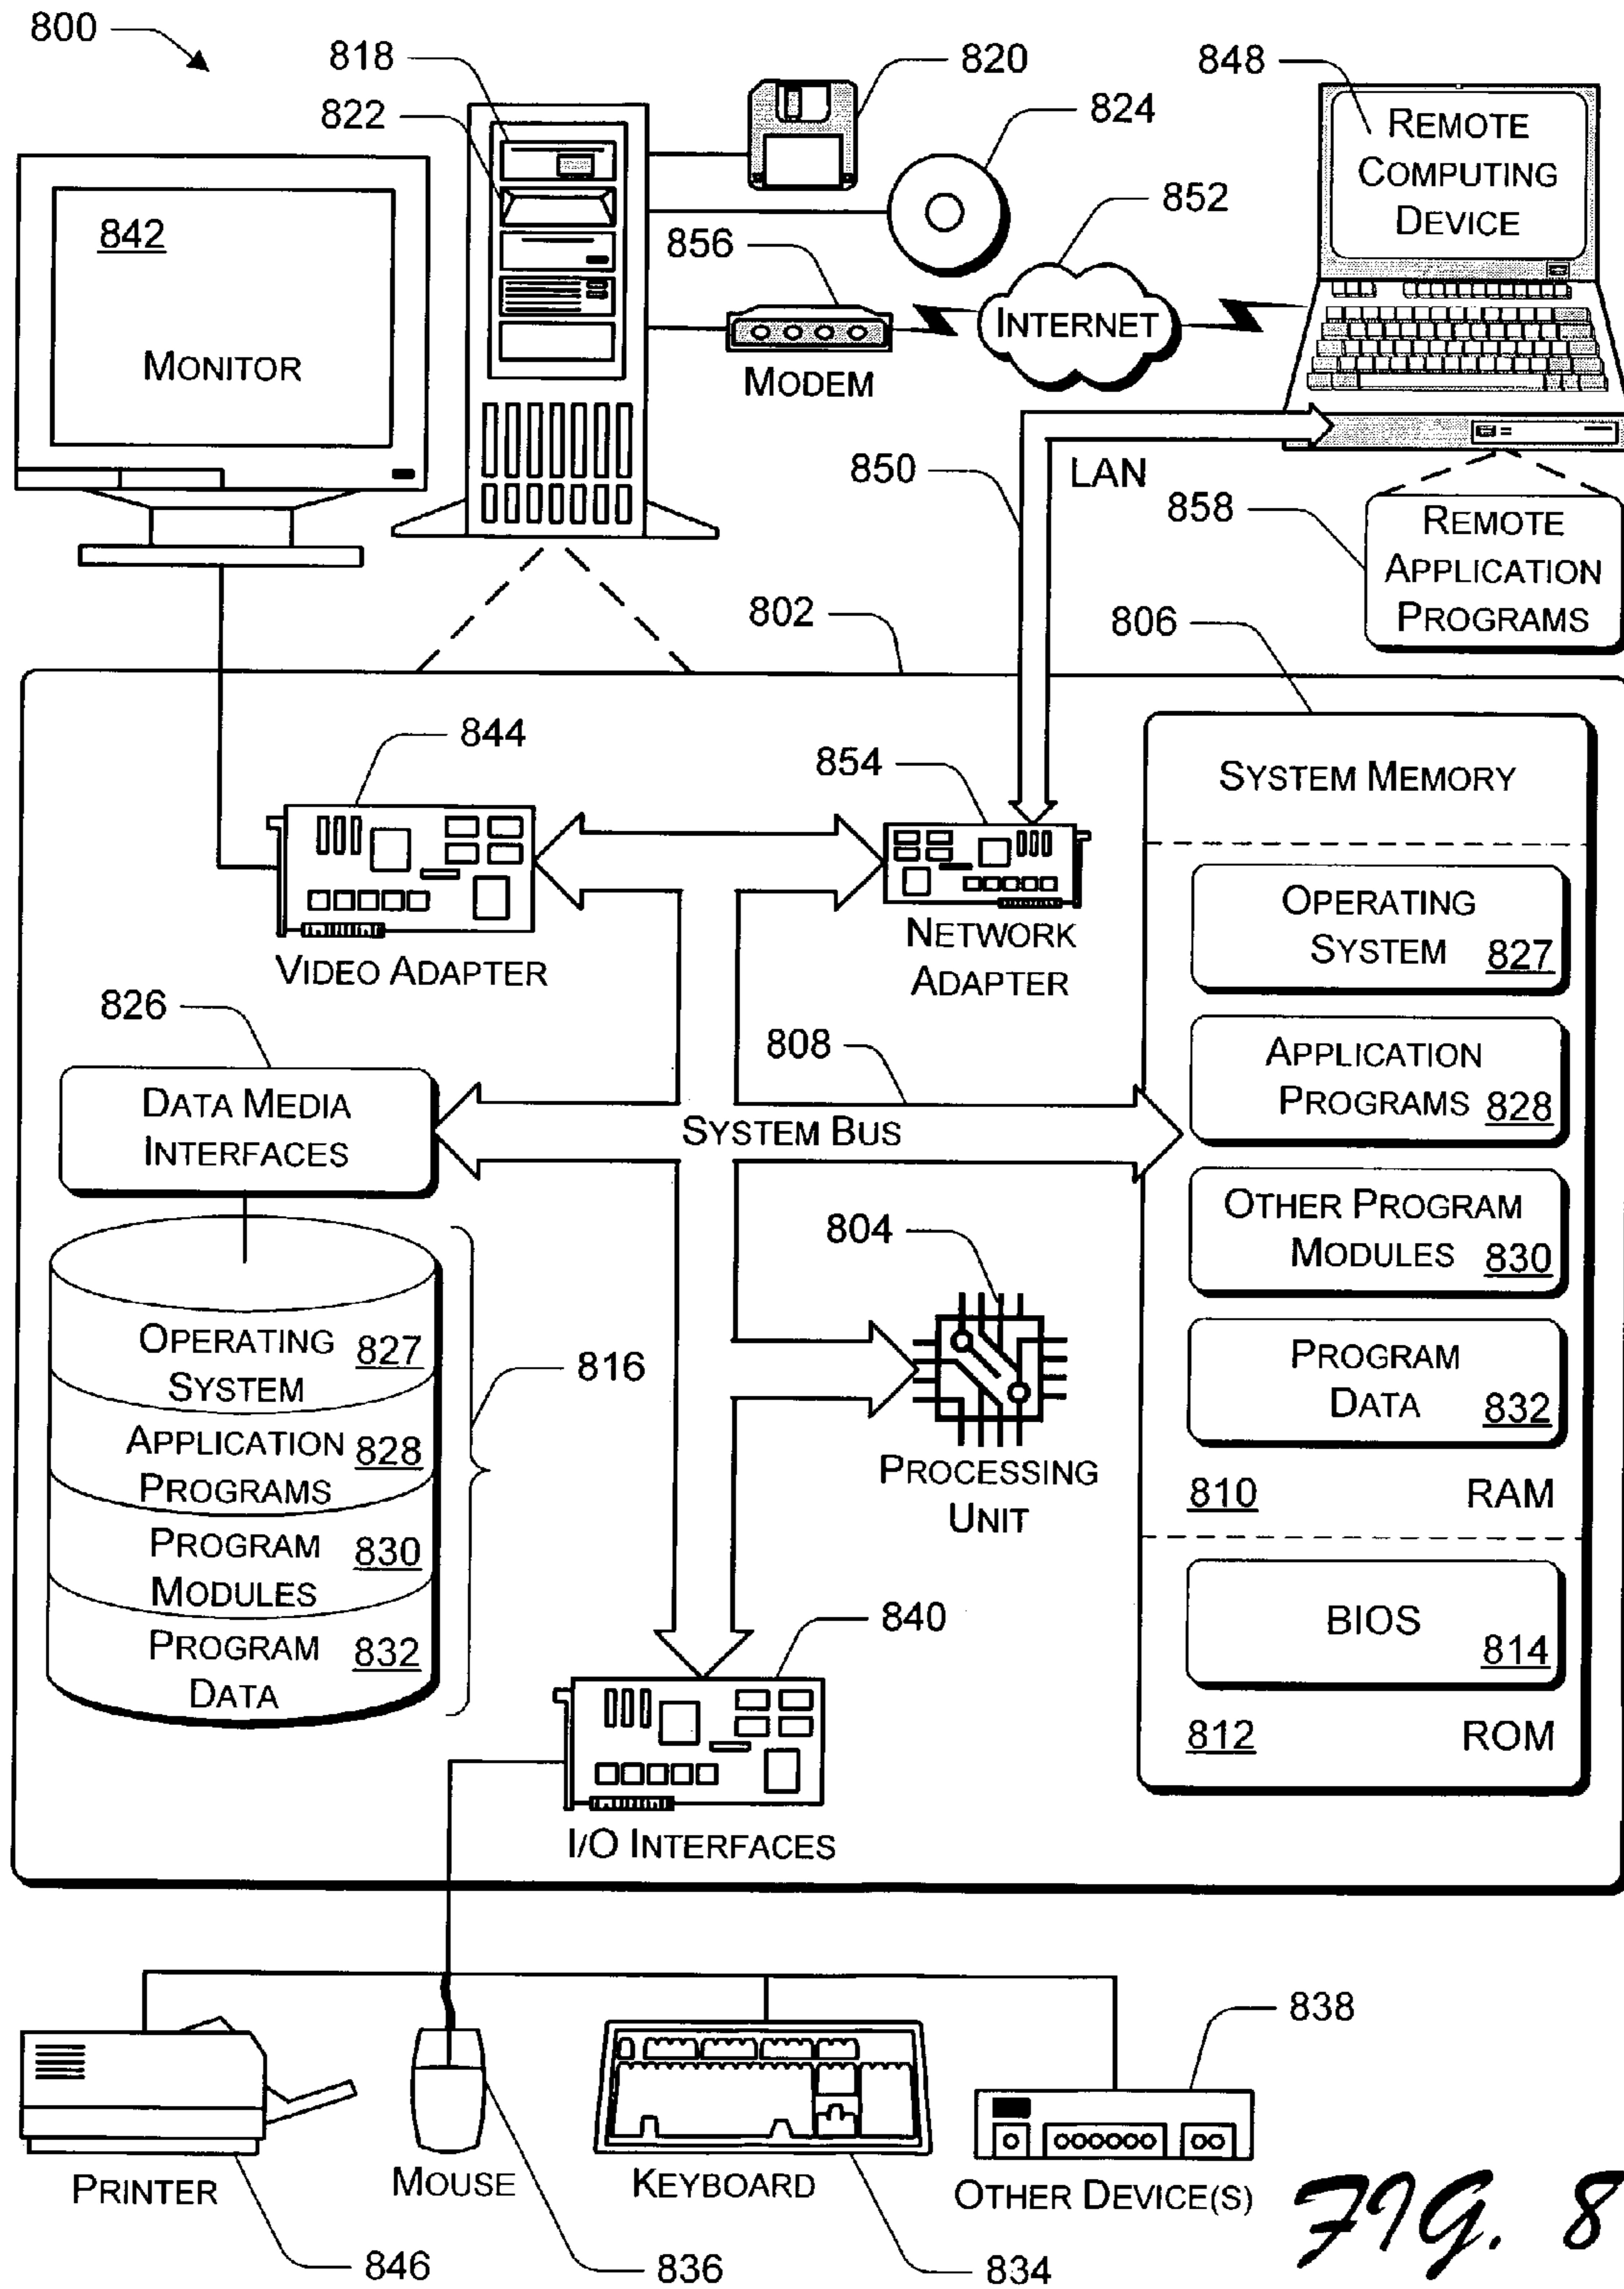 800
818
820
848
822
824
REMOTE
COMPUTING
DEVICE
852
842
856
INTERNET
MONITOR
MODEM
850
LAN
858
REMOTE
APPLICATION
PROGRAMS
802
806
844
854
SYSTEM MEMORY
OPERATING
SYSTEM 827
VIDEO ADAPTER
NETWORK
ADAPTER
826
808
APPLICATION
PROGRAMS 828
DATA MEDIA
INTERFACES
SYSTEM BUS
804
OTHER PROGRAM
MODULES 830
OPERATING
SYSTEM 827
816
PROGRAM
DATA 832
APPLICATION
PROGRAMS 828
PROCESSING
UNIT
810 RAM
PROGRAM
MODULES 830
840
BIOS
814
PROGRAM
DATA 832
812 ROM
I/O INTERFACES
838
PRINTER
MOUSE
KEYBOARD
OTHER DEVICE(S)
846
836
834
FIG. 8